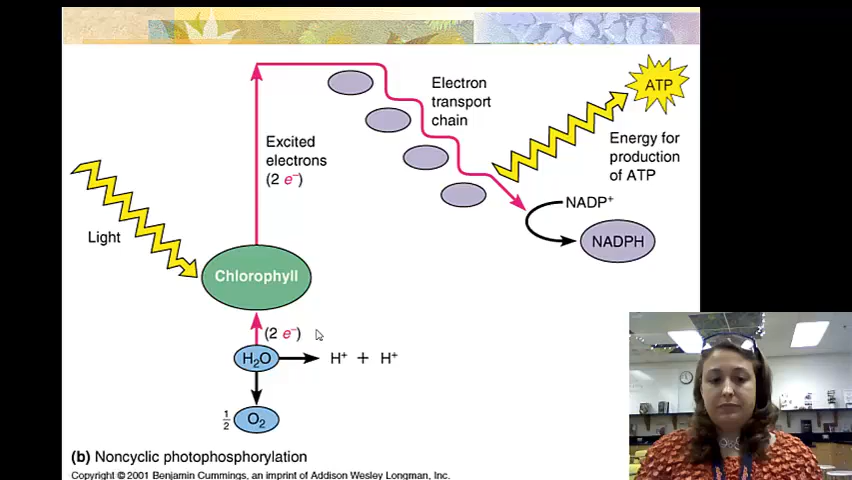 Electron
transport
chain
ATP
Excited
electrons
(2 e⁻)
Energy for
production
of ATP
NADP⁺
NADPH
Light
Chlorophyll
(2 e⁻)
H₂O
H⁺ + H⁺
½ O₂
(b) Noncyclic photophosphorylation
Copyright © 2001 Benjamin Cummings, an imprint of Addison Wesley Longman, Inc.